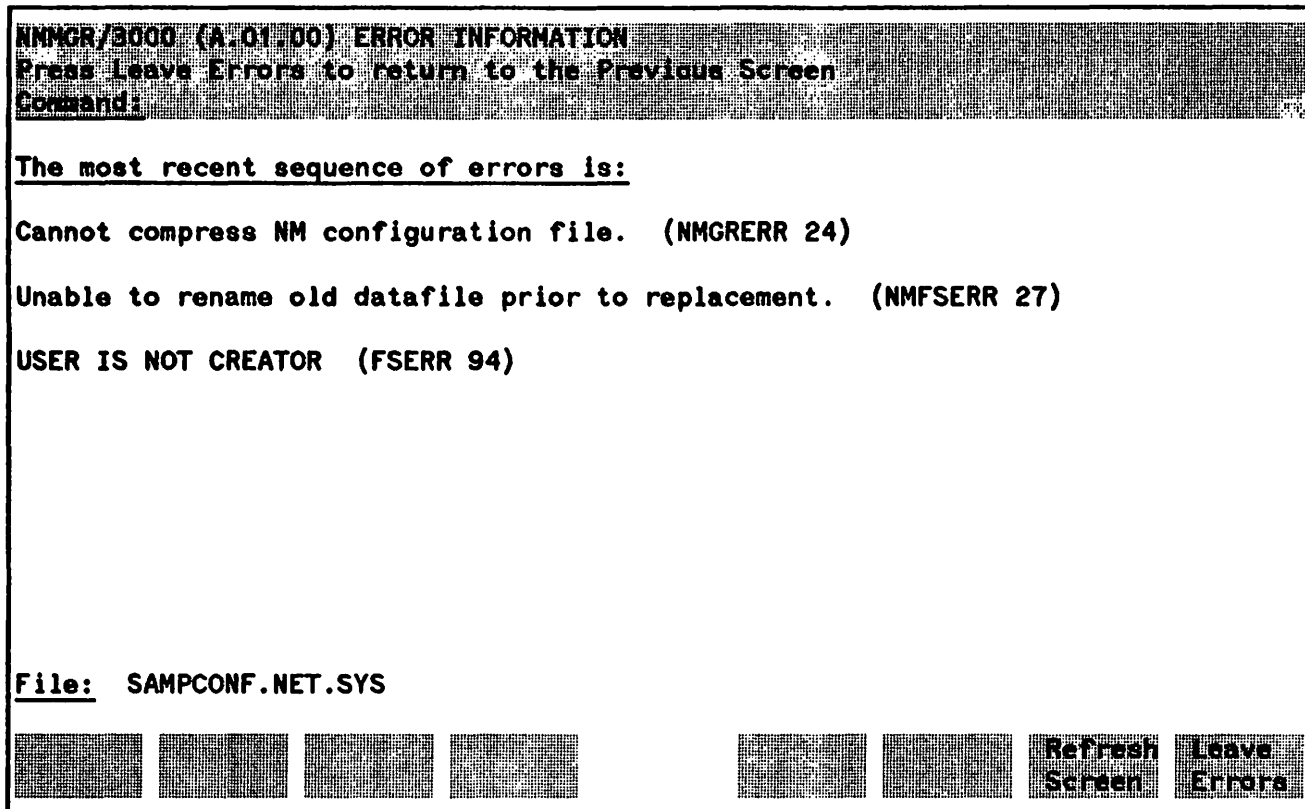 NMMGR/3000 (A.01.00) ERROR INFORMATION
Press Leave Errors to return to the Previous Screen
Command:
The most recent sequence of errors is:
Cannot compress NM configuration file. (NMGRERR 24)
Unable to rename old datafile prior to replacement. (NMFSERR 27)
USER IS NOT CREATOR (FSERR 94)
File: SAMPCONF.NET.SYS
Refresh Leave
Screen Errors